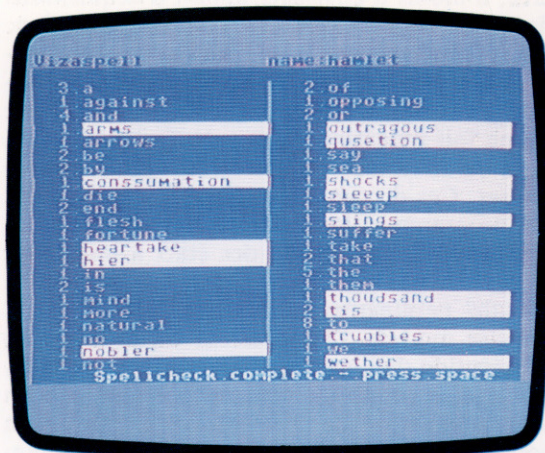 Vizaspell name:hamlet
3.a
1.against
4.and
1.arms
1.arrows
2.be
2.by
1.conssumation
1.die
2.end
1.flesh
1.fortune
1.heartake
1.hier
1.in
2.is
1.mind
1.more
1.natural
1.no
1.nobler
1.not
2.of
1.opposing
2.or
1.outragous
1.qusetion
1.say
1.sea
1.shocks
1.sleeep
1.sleep
1.slings
1.suffer
1.take
2.that
5.the
1.them
1.thoudsand
2.tis
8.to
1.truobles
1.we
1.wether
Spellcheck.complete.-.press.space